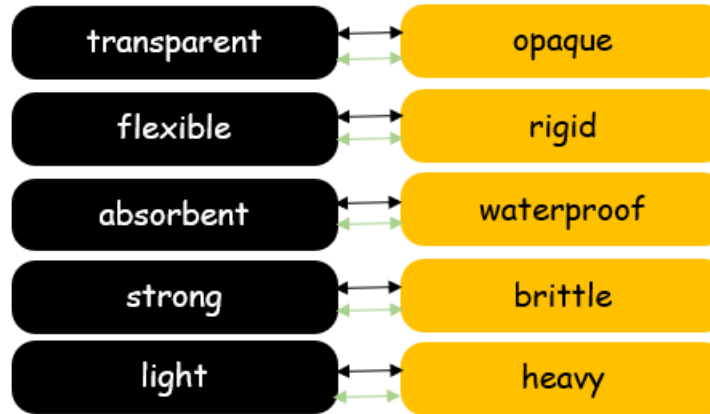 transparent opaque
flexible rigid
absorbent waterproof
strong brittle
light heavy